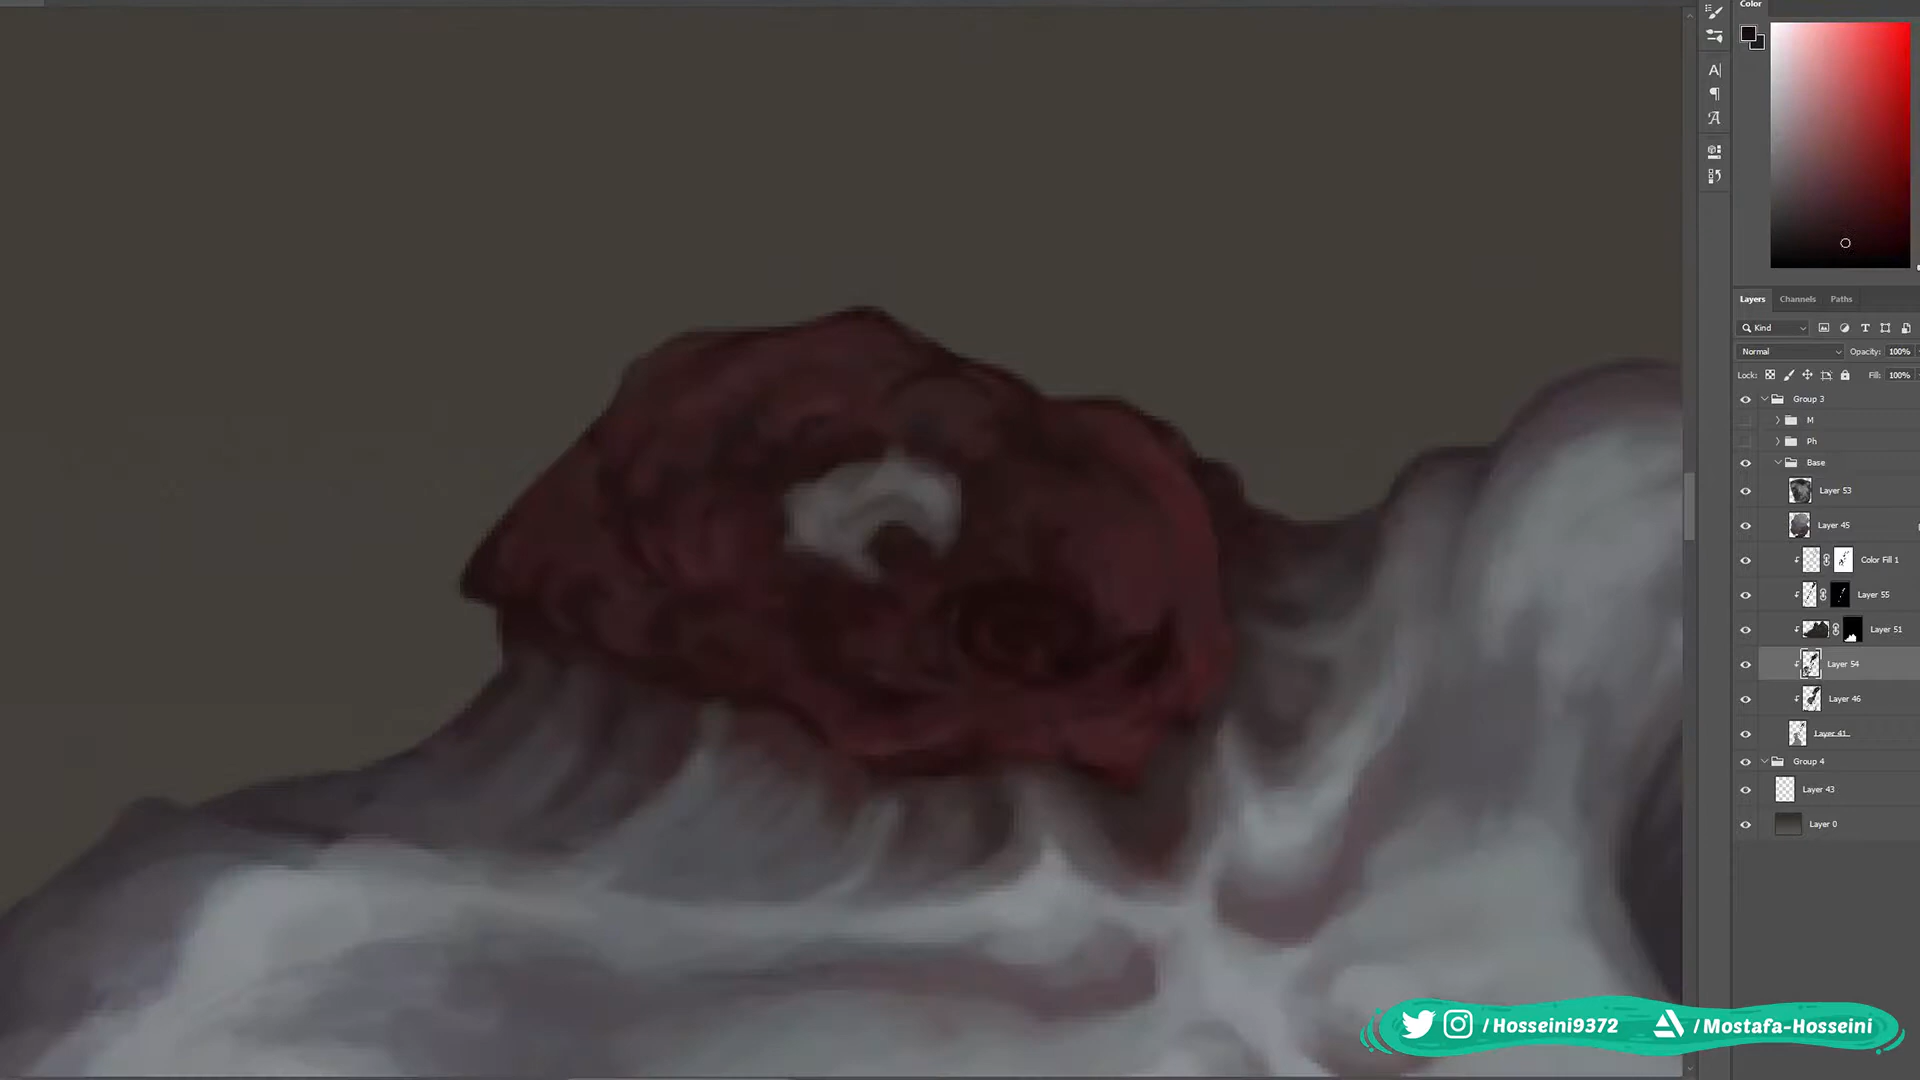 Color
Layers Channels Paths
Kind
Normal Opacity: 100%
Lock: Fill: 100%
Group 3
M
Ph
Base
Layer 53
Layer 45
Color Fill 1
Layer 55
Layer 51
Layer 54
Layer 46
Layer 41
Group 4
Layer 43
Layer 0
/Hosseini9372 /Mostafa-Hosseini